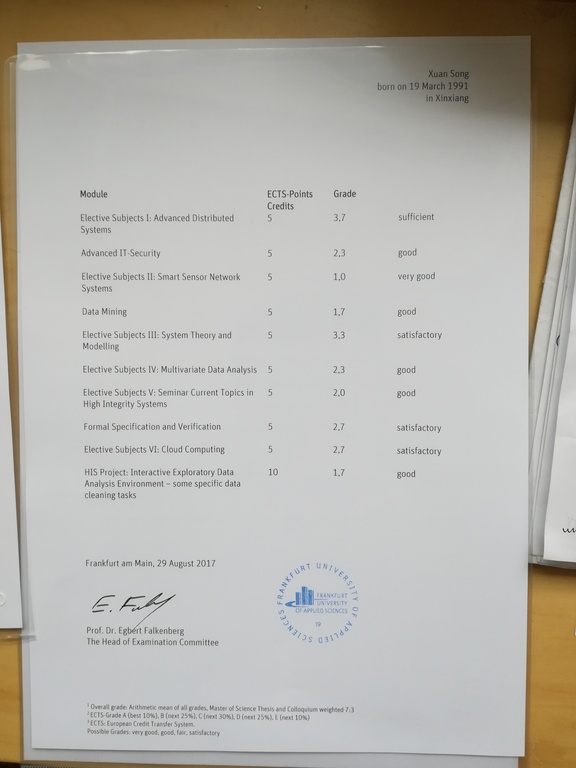 Xuan Song
born on 19 March 1991
in Xinxiang
Module ECTS-Points Grade
Credits
Elective Subjects I: Advanced Distributed 5 3,7 sufficient
Systems
Advanced IT-Security 5 2,3 good
Elective Subjects II: Smart Sensor Network 5 1,0 very good
Systems
Data Mining 5 1,7 good
Elective Subjects III: System Theory and 5 3,3 satisfactory
Modelling
Elective Subjects IV: Multivariate Data Analysis 5 2,3 good
Elective Subjects V: Seminar Current Topics in 5 2,0 good
High Integrity Systems
Formal Specification and Verification 5 2,7 satisfactory
Elective Subjects VI: Cloud Computing 5 2,7 satisfactory
HIS Project: Interactive Exploratory Data 10 1,7 good
Analysis Environment – some specific data
cleaning tasks
Frankfurt am Main, 29 August 2017
FRANKFURT UNIVERSITY OF APPLIED SCIENCES
FRANKFURT
UNIVERSITY
OF APPLIED SCIENCES
59
E. Falkenberg
Prof. Dr. Egbert Falkenberg
The Head of Examination Committee
¹ Overall grade: Arithmetic mean of all grades, Master of Science Thesis and Colloquium weighted 7:3
² ECTS-Grade A (best 10%), B (next 25%), C (next 30%), D (next 25%), E (next 10%)
³ ECTS: European Credit Transfer System.
Possible Grades: very good, good, fair, satisfactory